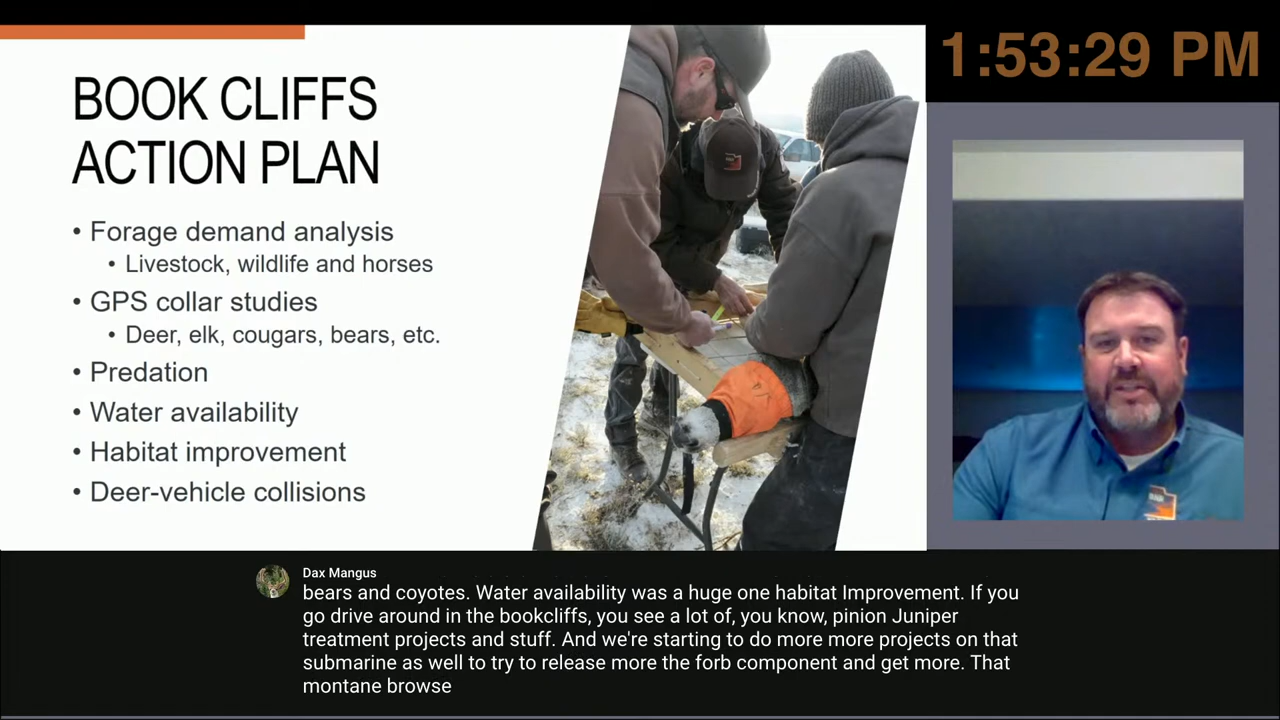 BOOK CLIFFS
ACTION PLAN
• Forage demand analysis
• Livestock, wildlife and horses
• GPS collar studies
• Deer, elk, cougars, bears, etc.
• Predation
• Water availability
• Habitat improvement
• Deer-vehicle collisions
1:53:29 PM
Dax Mangus
bears and coyotes. Water availability was a huge one habitat Improvement. If you
go drive around in the bookcliffs, you see a lot of, you know, pinion Juniper
treatment projects and stuff. And we're starting to do more more projects on that
submarine as well to try to release more the forb component and get more. That
montane browse